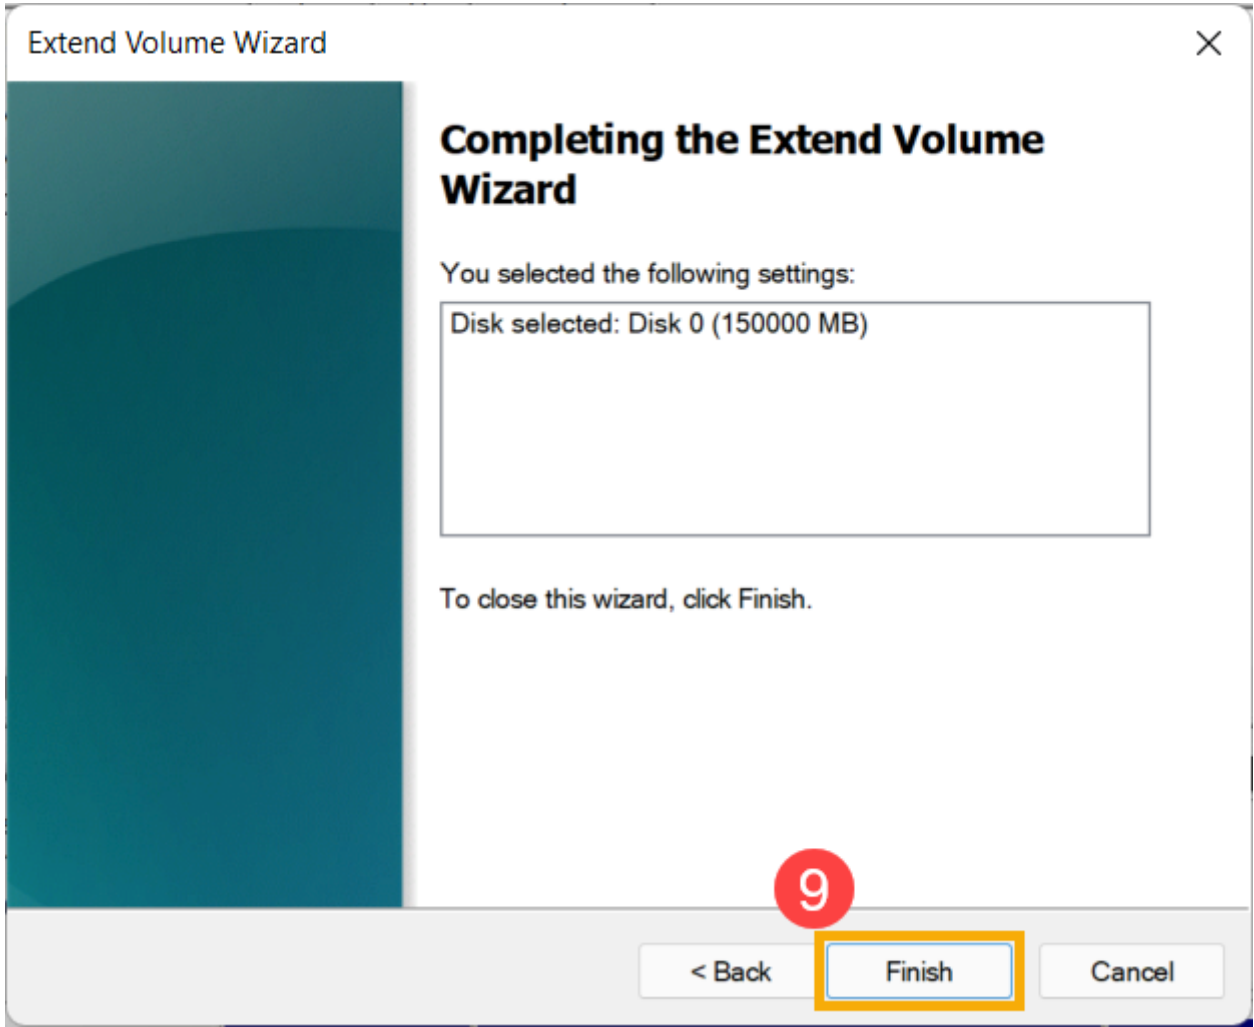 Extend Volume Wizard
Completing the Extend Volume
Wizard
You selected the following settings:
Disk selected: Disk 0 (150000 MB)
To close this wizard, click Finish.
9
< Back
Finish
Cancel